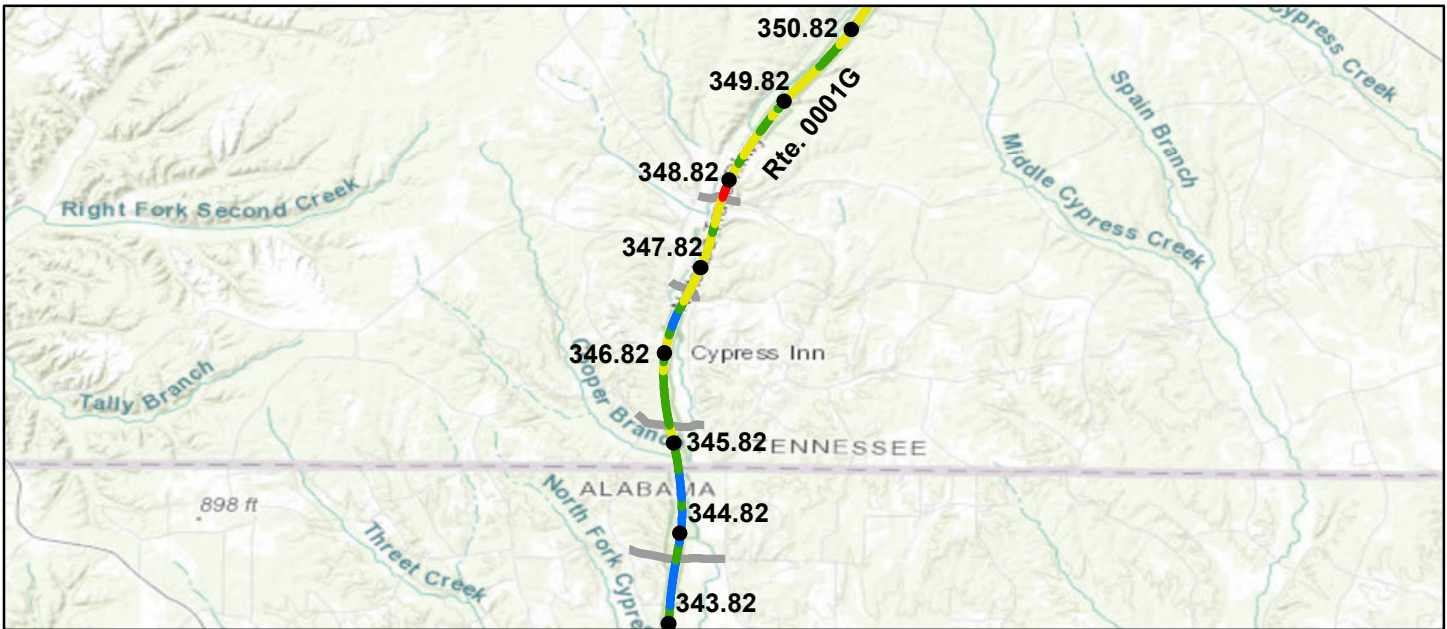 350.82
Cypress Creek
349.82
Rte. 0001G
Spain Branch
348.82
Middle Cypress Creek
Right Fork Second Creek
347.82
346.82
Cypress Inn
Cooper Branch
Tally Branch
345.82
TENNESSEE
ALABAMA
898 ft
344.82
North Fork Cypress
Threet Creek
343.82